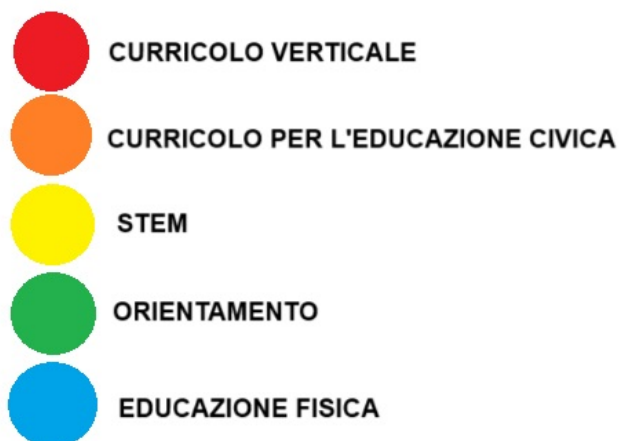 CURRICOLO VERTICALE
CURRICOLO PER L'EDUCAZIONE CIVICA
STEM
ORIENTAMENTO
EDUCAZIONE FISICA